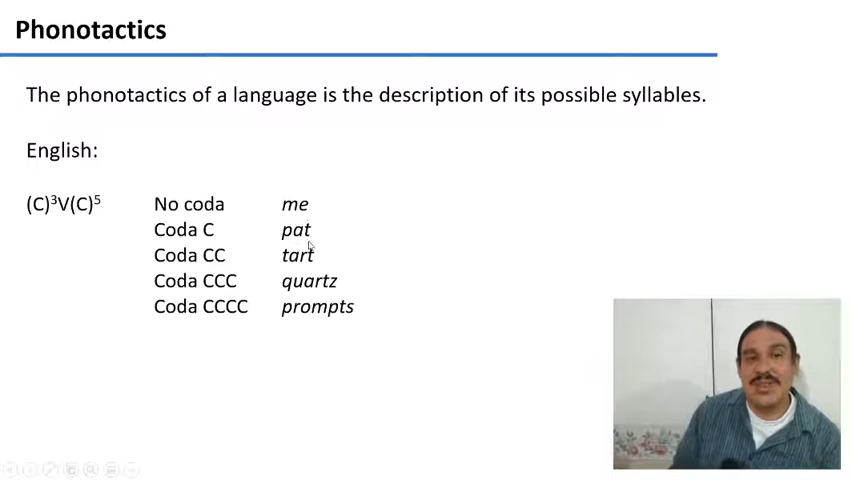 Phonotactics
The phonotactics of a language is the description of its possible syllables.
English:
(C)³V(C)⁵ No coda me
Coda C pat
Coda CC tart
Coda CCC quartz
Coda CCCC prompts